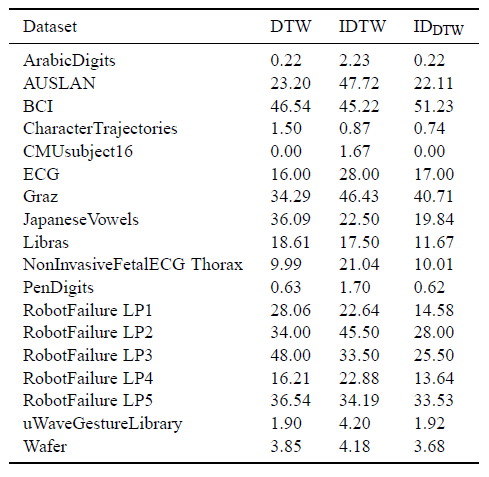 Dataset DTW IDTW IDDTW
ArabicDigits 0.22 2.23 0.22
AUSLAN 23.20 47.72 22.11
BCI 46.54 45.22 51.23
CharacterTrajectories 1.50 0.87 0.74
CMUsubject16 0.00 1.67 0.00
ECG 16.00 28.00 17.00
Graz 34.29 46.43 40.71
JapaneseVowels 36.09 22.50 19.84
Libras 18.61 17.50 11.67
NonInvasiveFetalECG Thorax 9.99 21.04 10.01
PenDigits 0.63 1.70 0.62
RobotFailure LP1 28.06 22.64 14.58
RobotFailure LP2 34.00 45.50 28.00
RobotFailure LP3 48.00 33.50 25.50
RobotFailure LP4 16.21 22.88 13.64
RobotFailure LP5 36.54 34.19 33.53
uWaveGestureLibrary 1.90 4.20 1.92
Wafer 3.85 4.18 3.68